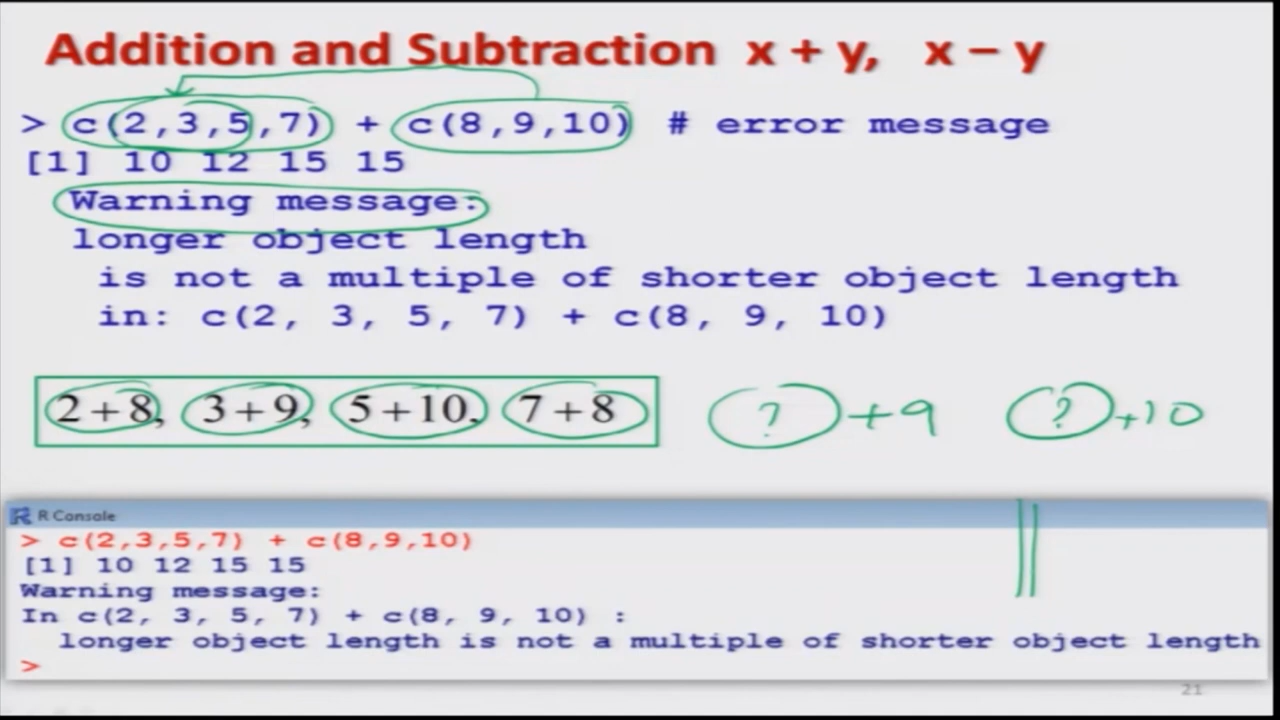 Addition and Subtraction x + y, x – y
> c(2,3,5,7) + c(8,9,10) # error message
[1] 10 12 15 15
Warning message:
longer object length
is not a multiple of shorter object length
in: c(2, 3, 5, 7) + c(8, 9, 10)
2 + 8, 3 + 9, 5 + 10, 7 + 8 ? + 9 ? + 10
R Console
> c(2,3,5,7) + c(8,9,10)
[1] 10 12 15 15
Warning message:
In c(2, 3, 5, 7) + c(8, 9, 10) :
longer object length is not a multiple of shorter object length
>
21